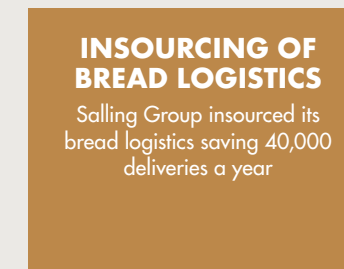 INSOURCING OF
BREAD LOGISTICS
Salling Group insourced its
bread logistics saving 40,000
deliveries a year